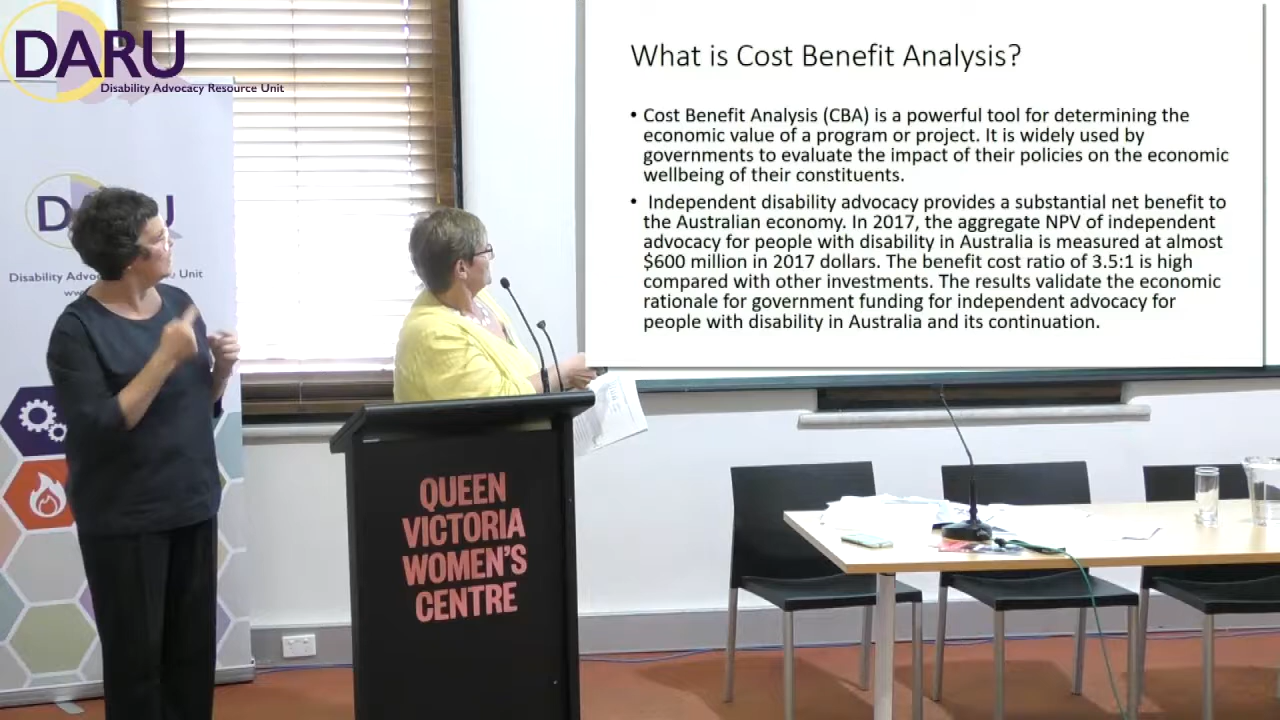 DARU
Disability Advocacy Resource Unit
What is Cost Benefit Analysis?
• Cost Benefit Analysis (CBA) is a powerful tool for determining the
economic value of a program or project. It is widely used by
governments to evaluate the impact of their policies on the economic
wellbeing of their constituents.
• Independent disability advocacy provides a substantial net benefit to
the Australian economy. In 2017, the aggregate NPV of independent
advocacy for people with disability in Australia is measured at almost
$600 million in 2017 dollars. The benefit cost ratio of 3.5:1 is high
compared with other investments. The results validate the economic
rationale for government funding for independent advocacy for
people with disability in Australia and its continuation.
Unit
QUEEN
VICTORIA
WOMEN'S
CENTRE